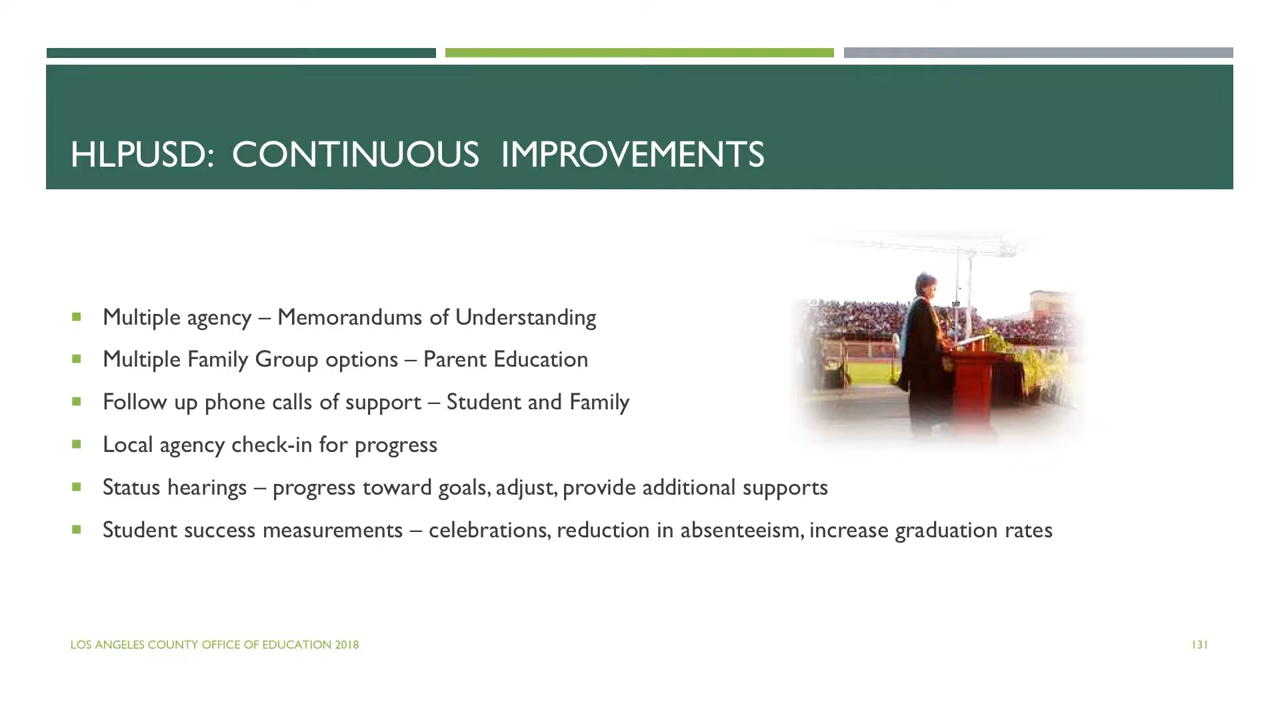 HLPUSD: CONTINUOUS IMPROVEMENTS
Multiple agency – Memorandums of Understanding
Multiple Family Group options – Parent Education
Follow up phone calls of support – Student and Family
Local agency check-in for progress
Status hearings – progress toward goals, adjust, provide additional supports
Student success measurements – celebrations, reduction in absenteeism, increase graduation rates
LOS ANGELES COUNTY OFFICE OF EDUCATION 2018
131